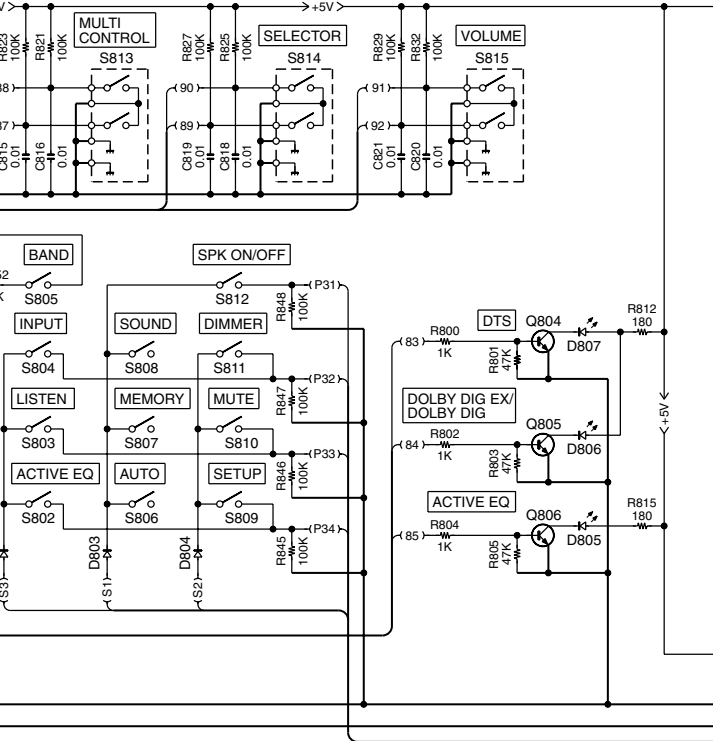 V
+5V
MULTI CONTROL
SELECTOR
VOLUME
R823 100K
R821 100K
R827 100K
R825 100K
R829 100K
R832 100K
S813
S814
S815
38
90
91
37
89
92
C815 0.01
C816 0.01
C819 0.01
C818 0.01
C821 0.01
C820 0.01
BAND
SPK ON/OFF
52
K
S805
S812
P31
R848 100K
INPUT
SOUND
DIMMER
S804
S808
S811
P32
R847 100K
LISTEN
MEMORY
MUTE
S803
S807
S810
P33
R846 100K
ACTIVE EQ
AUTO
SETUP
S802
S806
S809
P34
R845 100K
D803
D804
S3
S1
S2
DTS
Q804
R812
180
83
R800
1K
R801 47K
D807
DOLBY DIG EX/
DOLBY DIG
+5V
84
R802
1K
R803 47K
Q805
D806
ACTIVE EQ
85
R804
1K
R805 47K
Q806
D805
R815
180